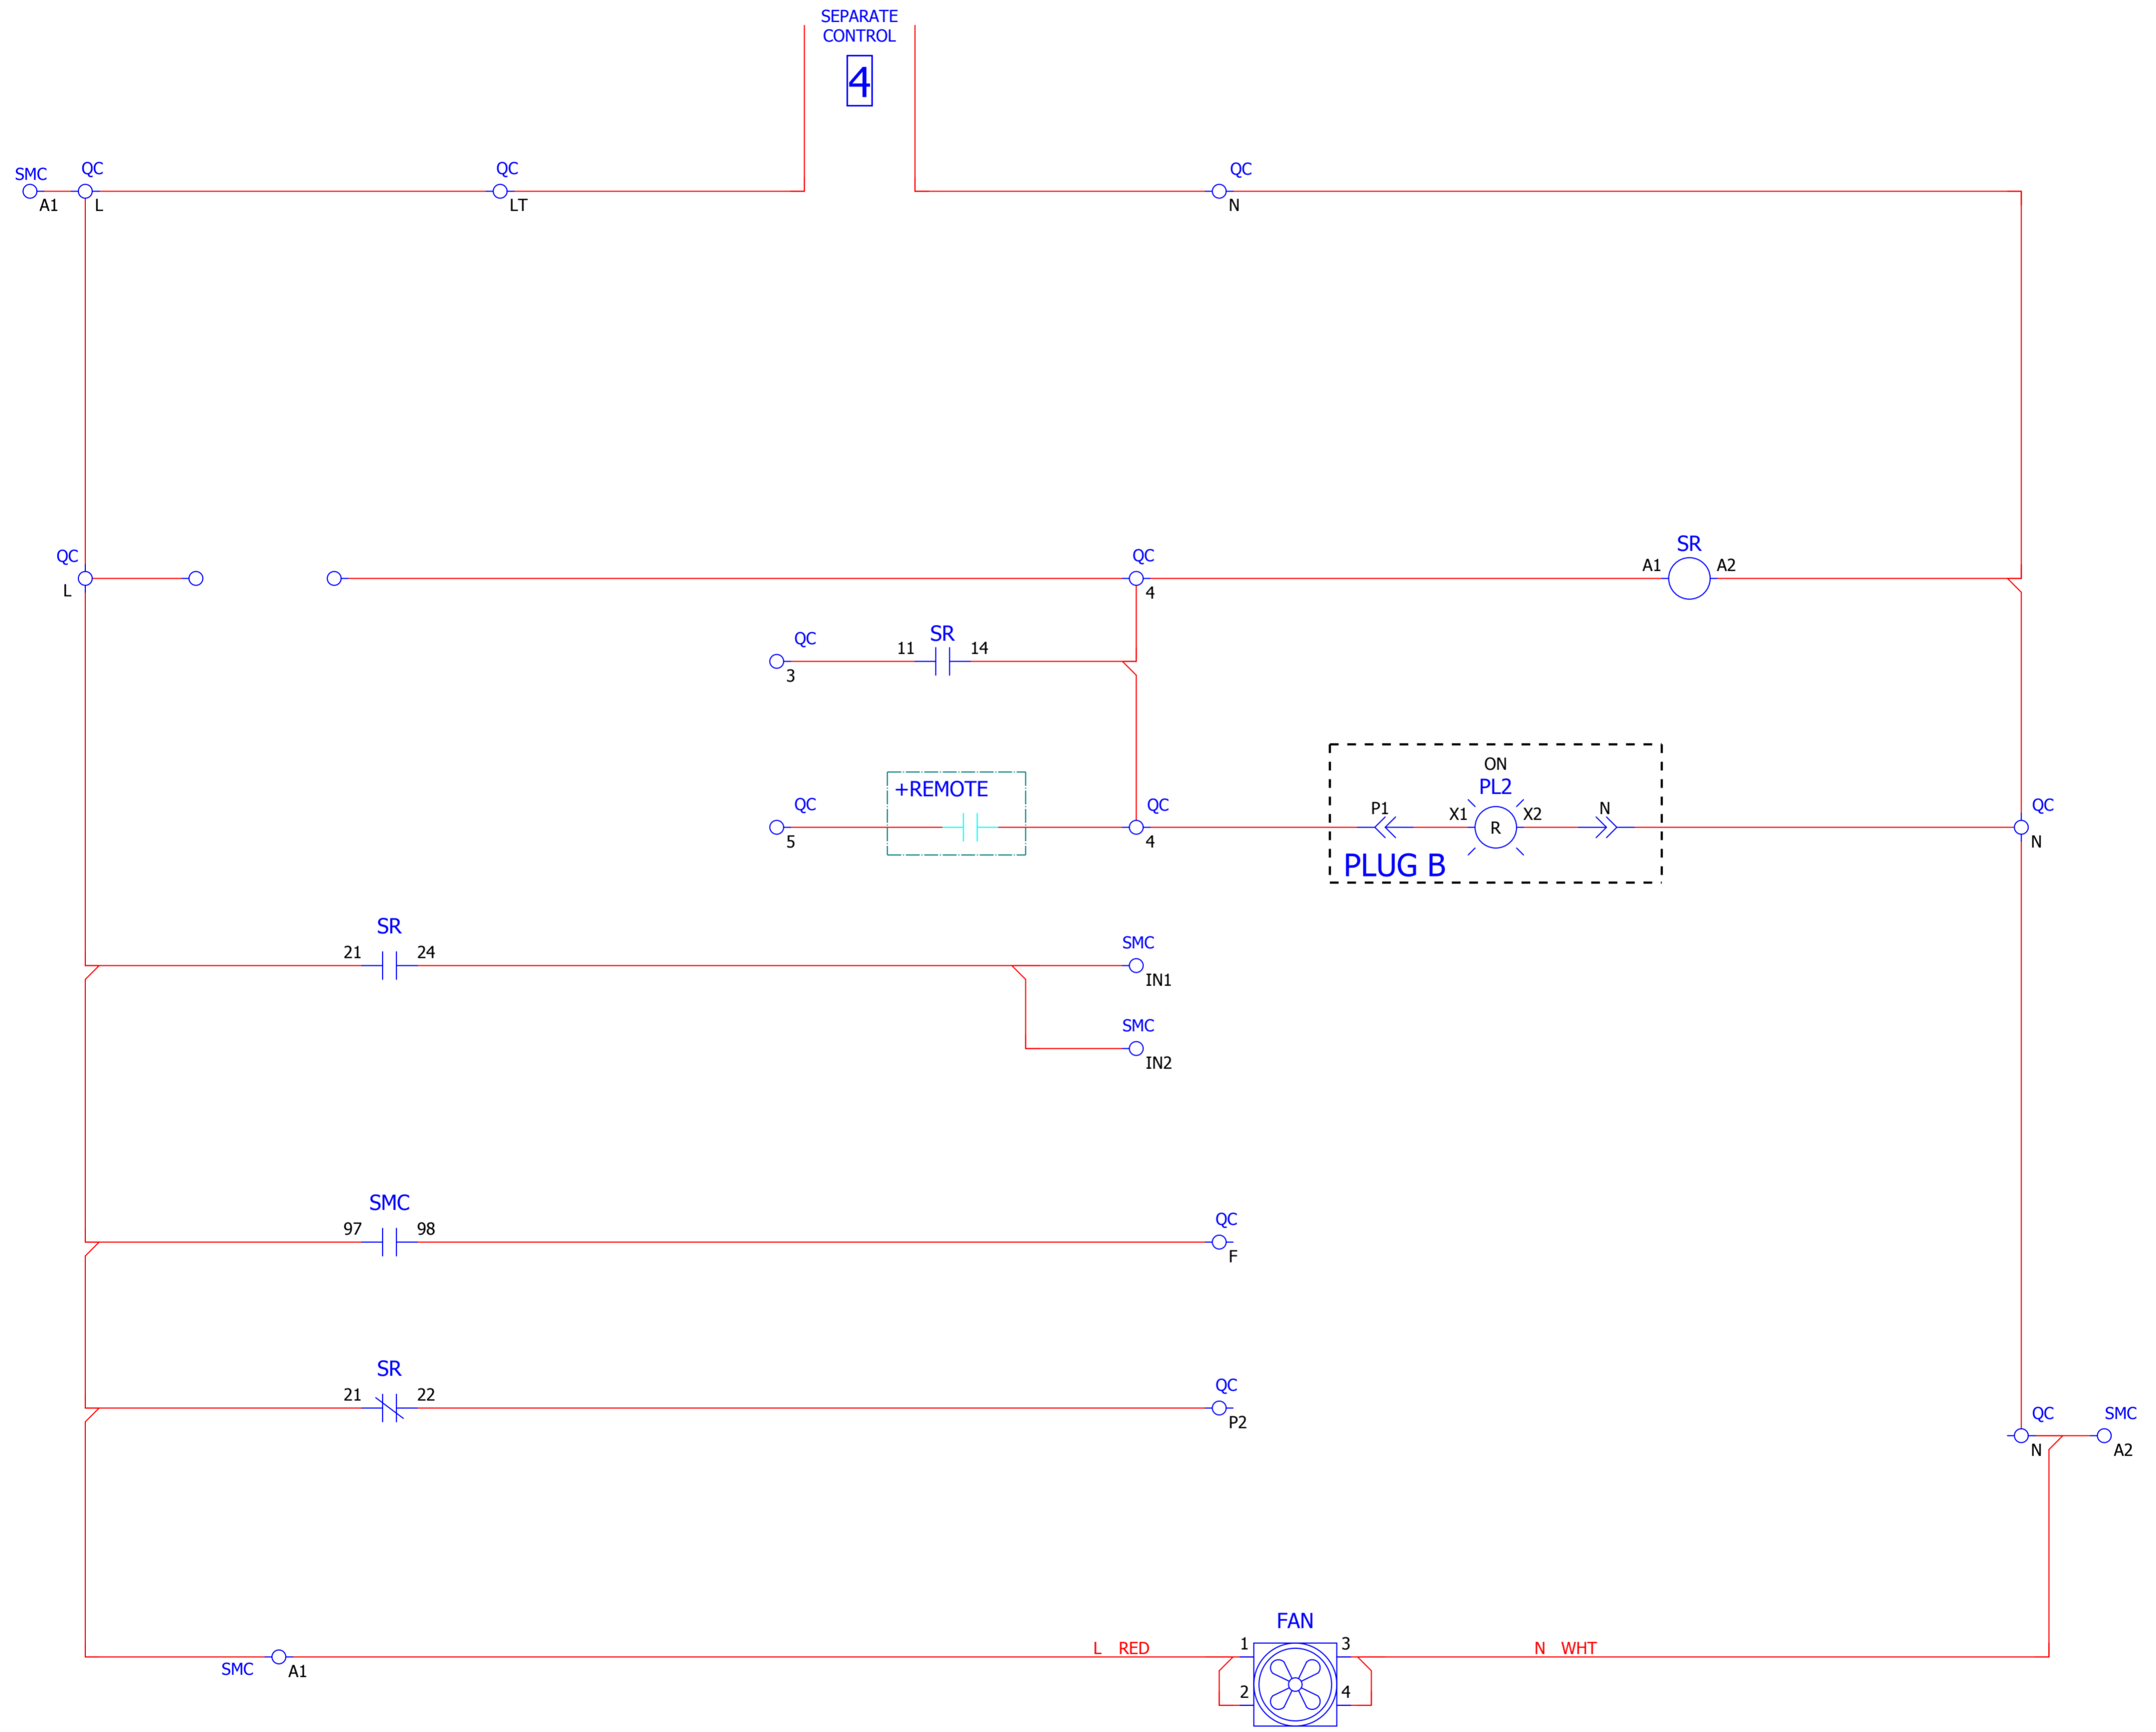 SEPARATE
CONTROL
4
SMC
A1
QC
L
QC
LT
QC
N
QC
L
QC
4
SR
A1
A2
QC
3
SR
11
14
QC
5
+REMOTE
QC
4
ON
PL2
P1
X1
R
X2
N
PLUG B
QC
N
SR
21
24
SMC
IN1
SMC
IN2
SMC
97
98
QC
F
SR
21
22
QC
P2
QC
N
SMC
A2
SMC
A1
L RED
FAN
1
3
2
4
N WHT